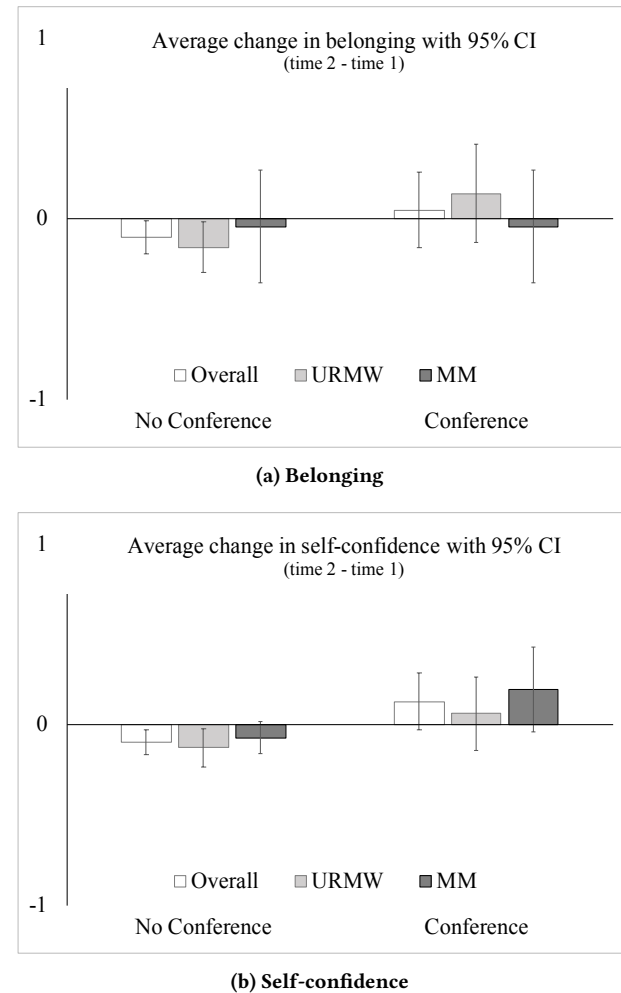 1
Average change in belonging with 95% CI
(time 2 - time 1)
0
Overall URMW MM
-1
No Conference Conference
(a) Belonging
1
Average change in self-confidence with 95% CI
(time 2 - time 1)
0
Overall URMW MM
-1
No Conference Conference
(b) Self-confidence